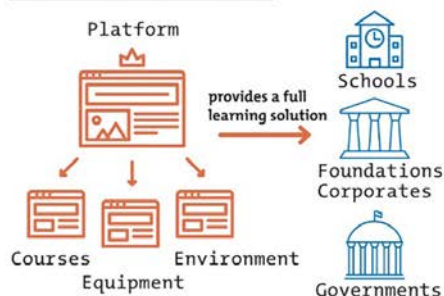 Platform
provides a full
learning solution
Schools
Foundations
Corporates
Courses
Environment
Equipment
Governments